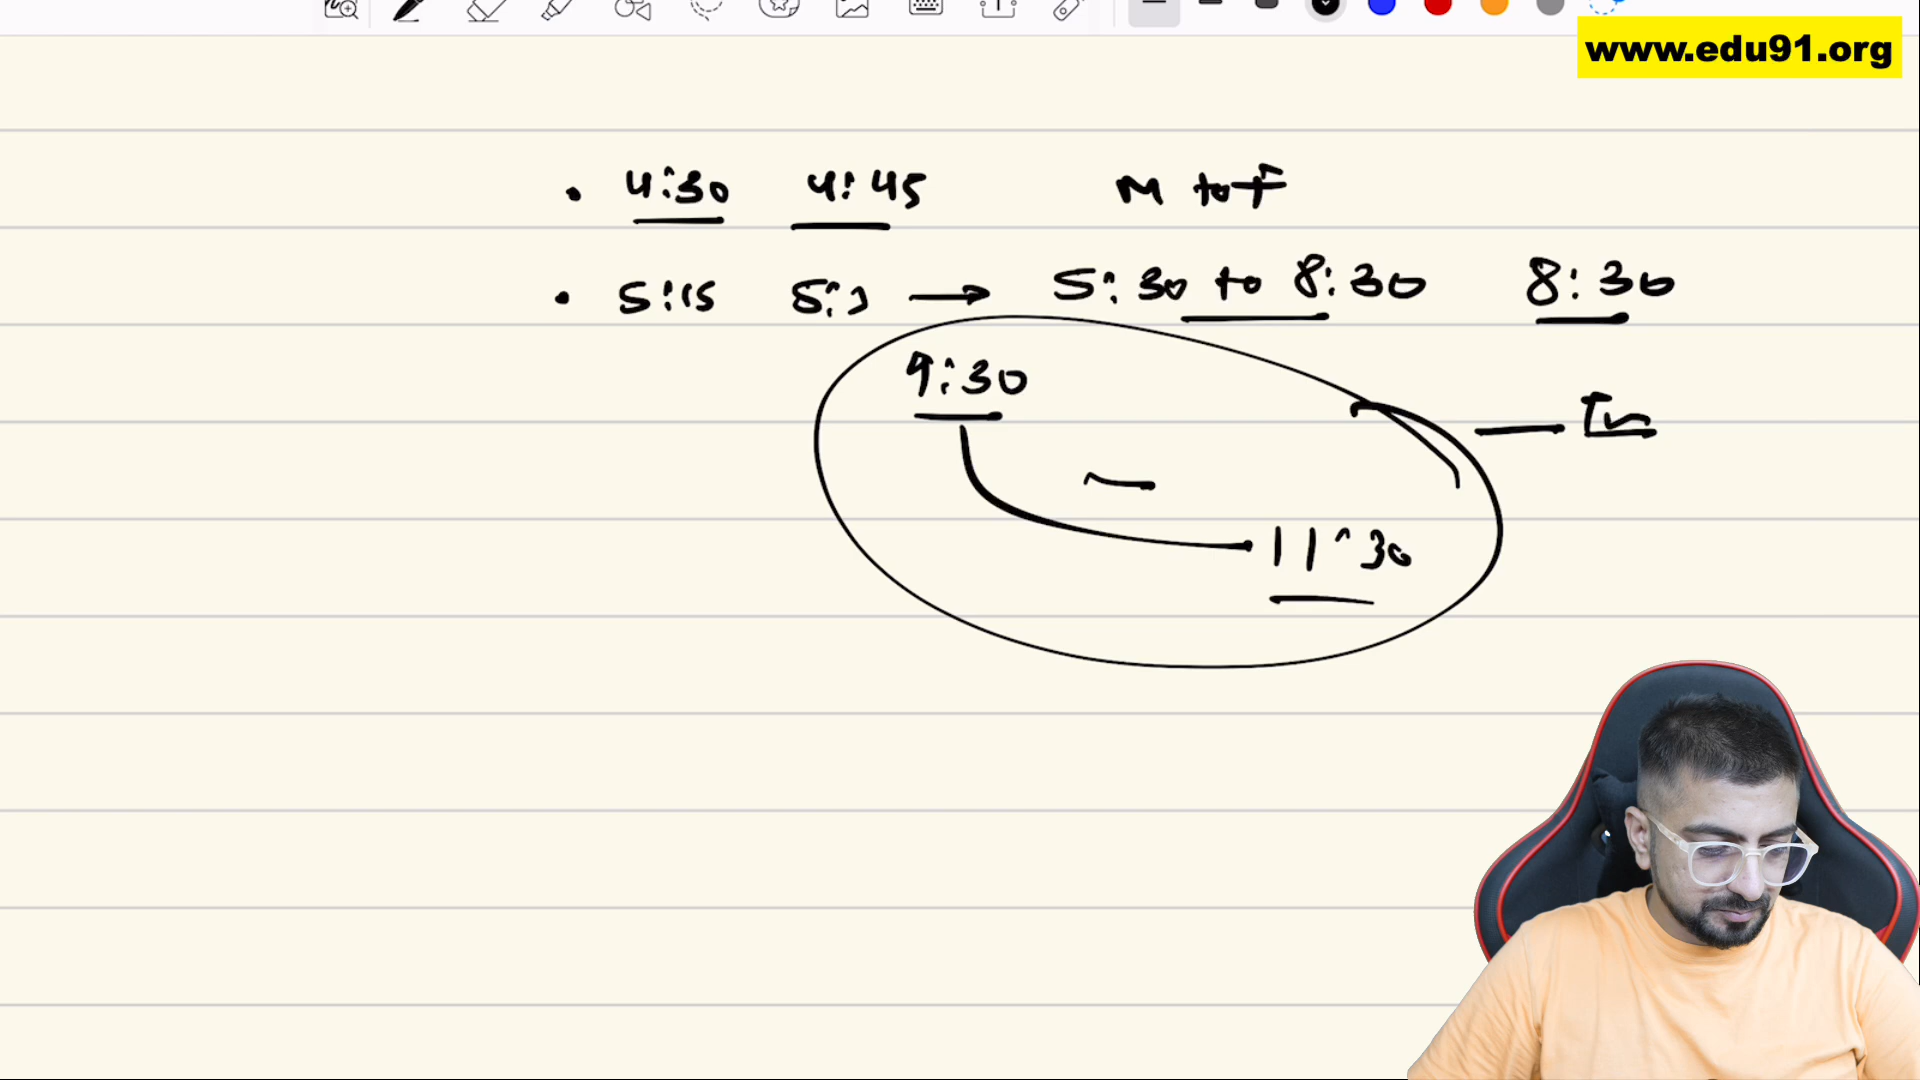 www.edu91.org
• 4:30 4:45 M to F
• 5:15 → 5:30 to 8:30 8:30
9:30
11:30